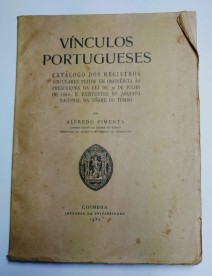 VÍNCULOS
PORTUGUESES
CATÁLOGO DOS REGISTROS
VINCULARES FEITOS EM OBEDIÊNCIA ÀS
PRESCRIÇÕES DA LEI DE 30 DE JULHO
DE 1860, E EXISTENTES NO ARQUIVO
NACIONAL DA TÔRRE DO TOMBO
POR
ALFREDO PIMENTA
COIMBRA
IMPRENSA DA UNIVERSIDADE